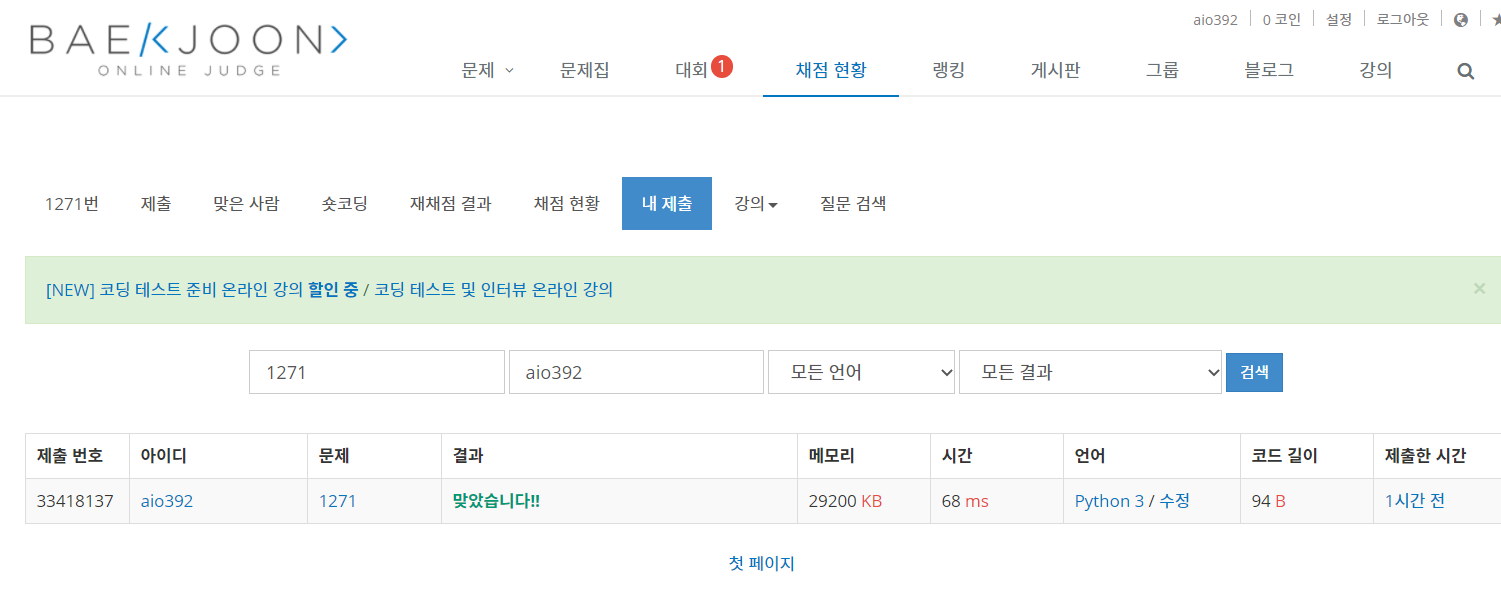 aio392 0 코인 설정 로그아웃
BAEKJOON
ONLINE JUDGE
문제 문제집 대회 1 채점 현황 랭킹 게시판 그룹 블로그 강의
1271번 제출 맞은 사람 숏코딩 재채점 결과 채점 현황 내 제출 강의 질문 검색
[NEW] 코딩 테스트 준비 온라인 강의 할인 중 / 코딩 테스트 및 인터뷰 온라인 강의 ×
1271 aio392 모든 언어 모든 결과 검색
제출 번호 아이디 문제 결과 메모리 시간 언어 코드 길이 제출한 시간
33418137 aio392 1271 맞았습니다!! 29200 KB 68 ms Python 3 / 수정 94 B 1시간 전
첫 페이지